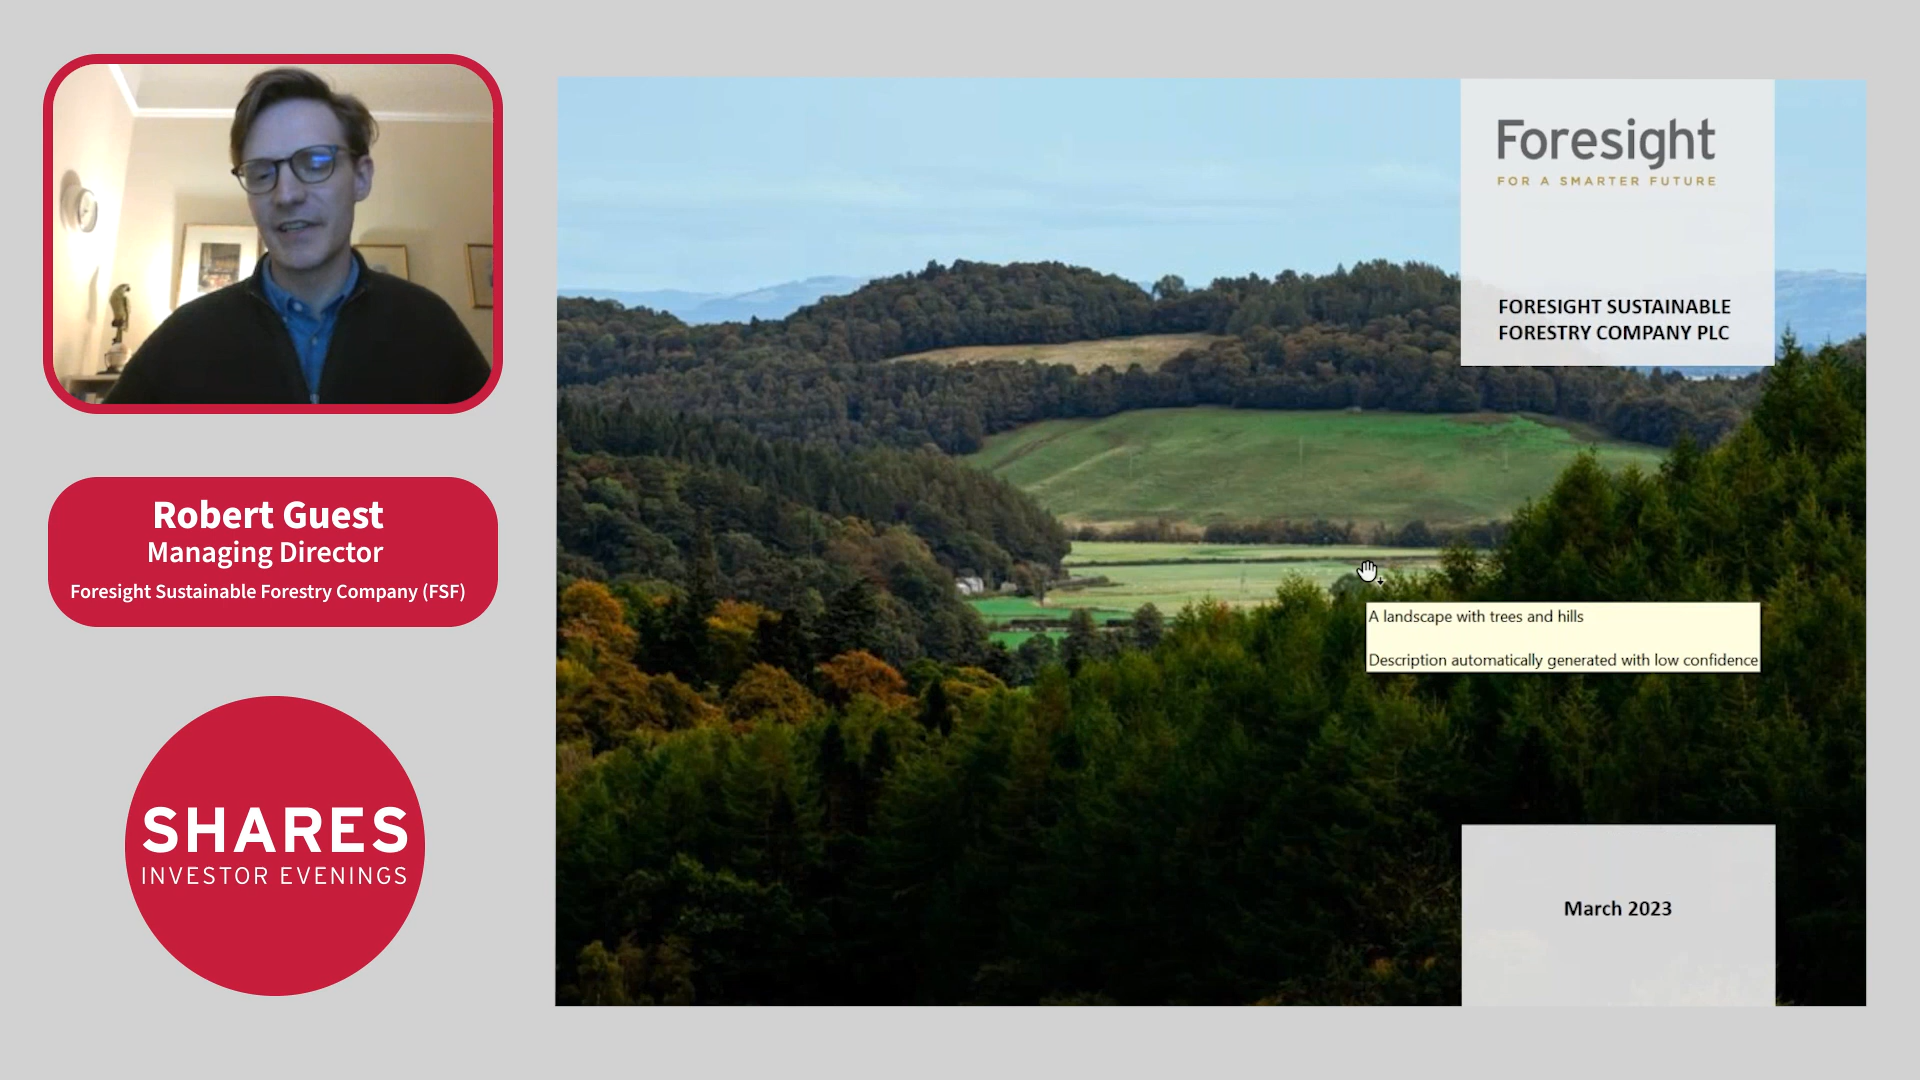 Robert Guest
Managing Director
Foresight Sustainable Forestry Company (FSF)
SHARES
INVESTOR EVENINGS
Foresight
FOR A SMARTER FUTURE
FORESIGHT SUSTAINABLE
FORESTRY COMPANY PLC
A landscape with trees and hills
Description automatically generated with low confidence
March 2023